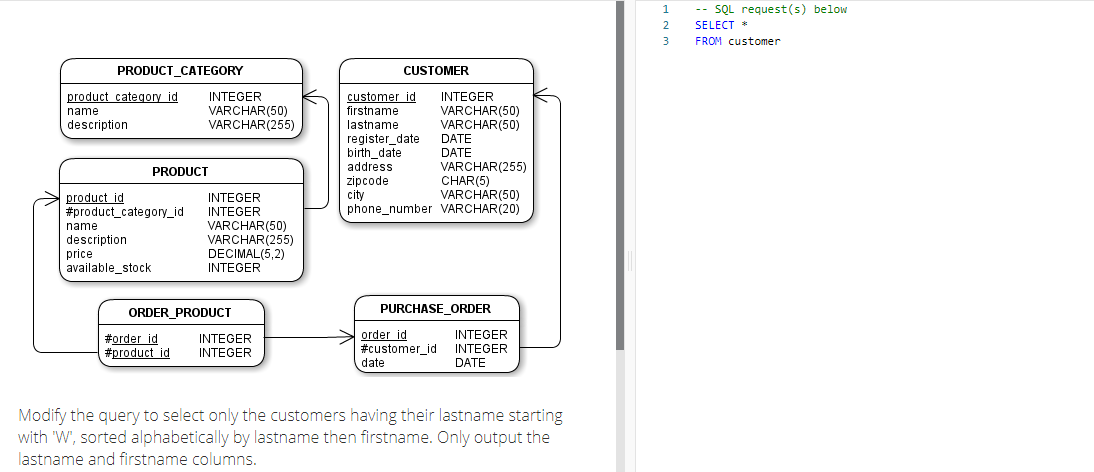 PRODUCT_CATEGORY
product_category_id INTEGER
name VARCHAR(50)
description VARCHAR(255)
CUSTOMER
customer_id INTEGER
firstname VARCHAR(50)
lastname VARCHAR(50)
register_date DATE
birth_date DATE
address VARCHAR(255)
zipcode CHAR(5)
city VARCHAR(50)
phone_number VARCHAR(20)
PRODUCT
product_id INTEGER
#product_category_id INTEGER
name VARCHAR(50)
description VARCHAR(255)
price DECIMAL(5,2)
available_stock INTEGER
ORDER_PRODUCT
#order_id INTEGER
#product_id INTEGER
PURCHASE_ORDER
order_id INTEGER
#customer_id INTEGER
date DATE
Modify the query to select only the customers having their lastname starting
with 'W', sorted alphabetically by lastname then firstname. Only output the
lastname and firstname columns.
1 -- SQL request(s) below
2 SELECT *
3 FROM customer